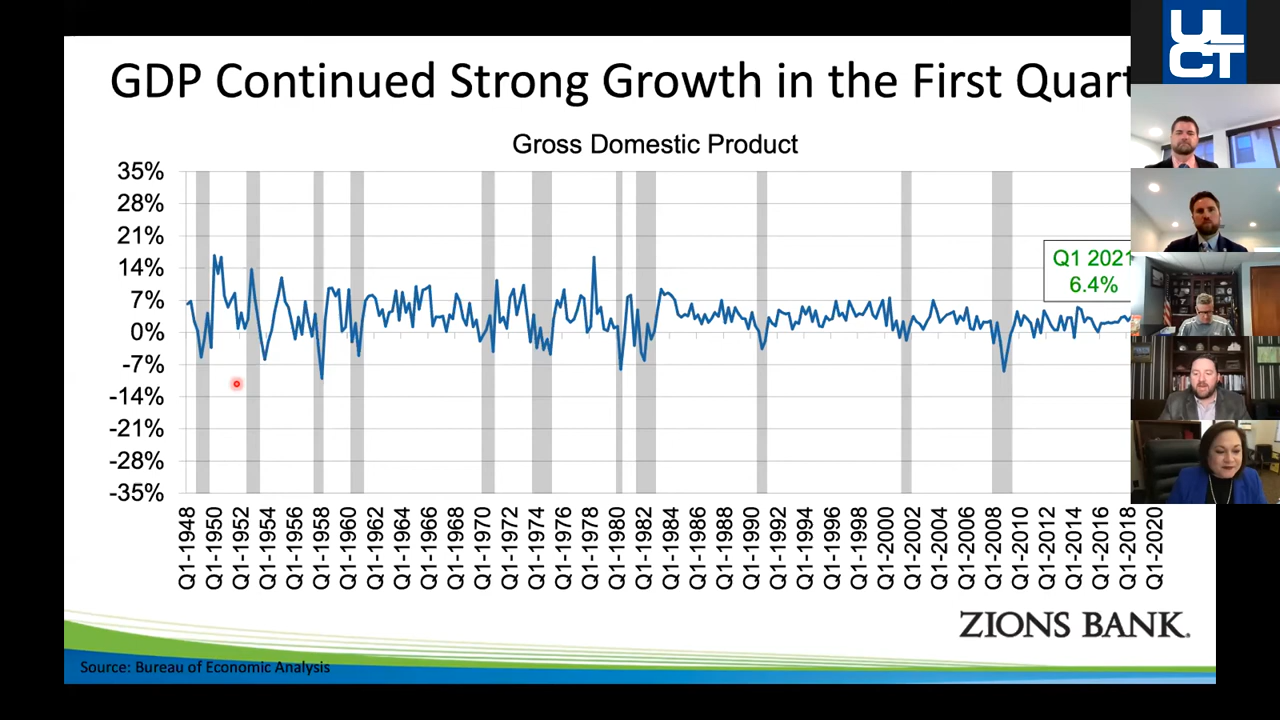 GDP Continued Strong Growth in the First Quart
Gross Domestic Product
35%
28%
21%
14%
7%
0%
-7%
-14%
-21%
-28%
-35%
Q1 2021
6.4%
Q1-1948
Q1-1950
Q1-1952
Q1-1954
Q1-1956
Q1-1958
Q1-1960
Q1-1962
Q1-1964
Q1-1966
Q1-1968
Q1-1970
Q1-1972
Q1-1974
Q1-1976
Q1-1978
Q1-1980
Q1-1982
Q1-1984
Q1-1986
Q1-1988
Q1-1990
Q1-1992
Q1-1994
Q1-1996
Q1-1998
Q1-2000
Q1-2002
Q1-2004
Q1-2006
Q1-2008
Q1-2010
Q1-2012
Q1-2014
Q1-2016
Q1-2018
Q1-2020
ZIONS BANK.
Source: Bureau of Economic Analysis
UL
CT